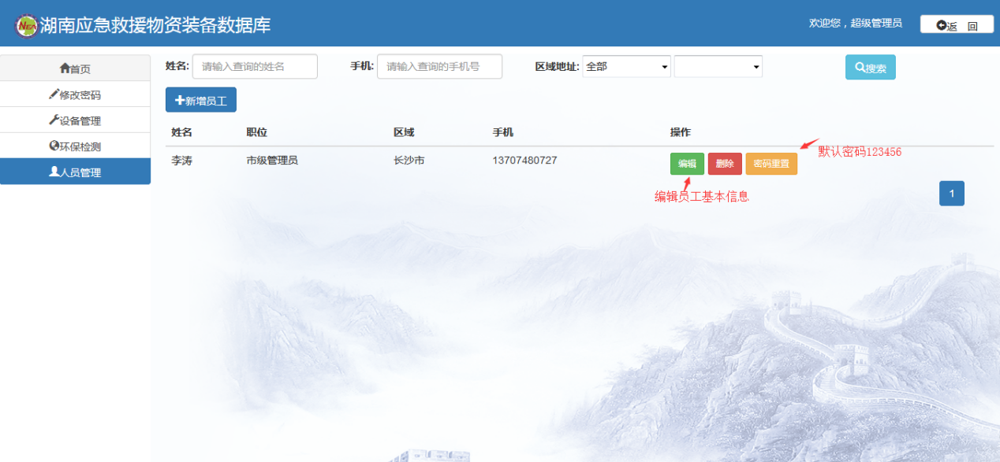 NEA
湖南应急救援物资装备数据库
欢迎您，超级管理员
返 回
首页
修改密码
设备管理
环保检测
人员管理
姓名: 请输入查询的姓名 手机: 请输入查询的手机号 区域地址: 全部 搜索
新增员工
姓名 职位 区域 手机 操作
李涛 市级管理员 长沙市 13707480727 编辑 删除 密码重置
默认密码123456
编辑员工基本信息
1